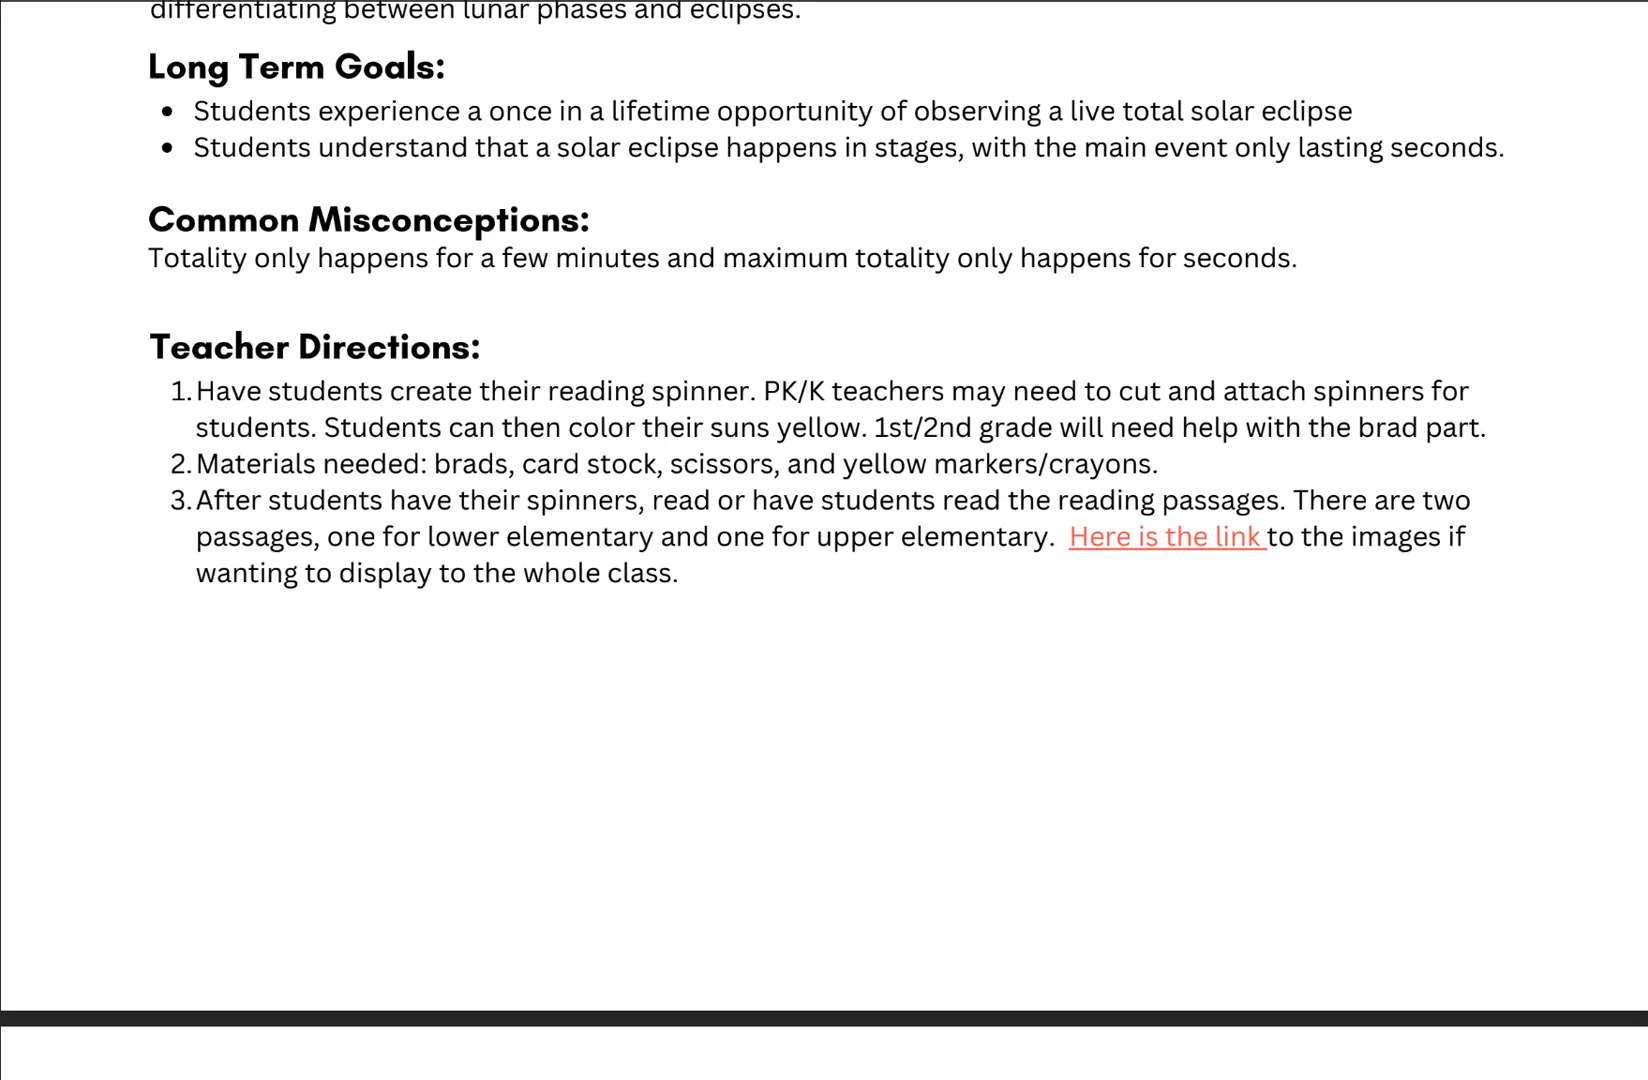 differentiating between lunar phases and eclipses.
Long Term Goals:
• Students experience a once in a lifetime opportunity of observing a live total solar eclipse
• Students understand that a solar eclipse happens in stages, with the main event only lasting seconds.
Common Misconceptions:
Totality only happens for a few minutes and maximum totality only happens for seconds.
Teacher Directions:
1. Have students create their reading spinner. PK/K teachers may need to cut and attach spinners for
students. Students can then color their suns yellow. 1st/2nd grade will need help with the brad part.
2. Materials needed: brads, card stock, scissors, and yellow markers/crayons.
3. After students have their spinners, read or have students read the reading passages. There are two
passages, one for lower elementary and one for upper elementary. Here is the link to the images if
wanting to display to the whole class.